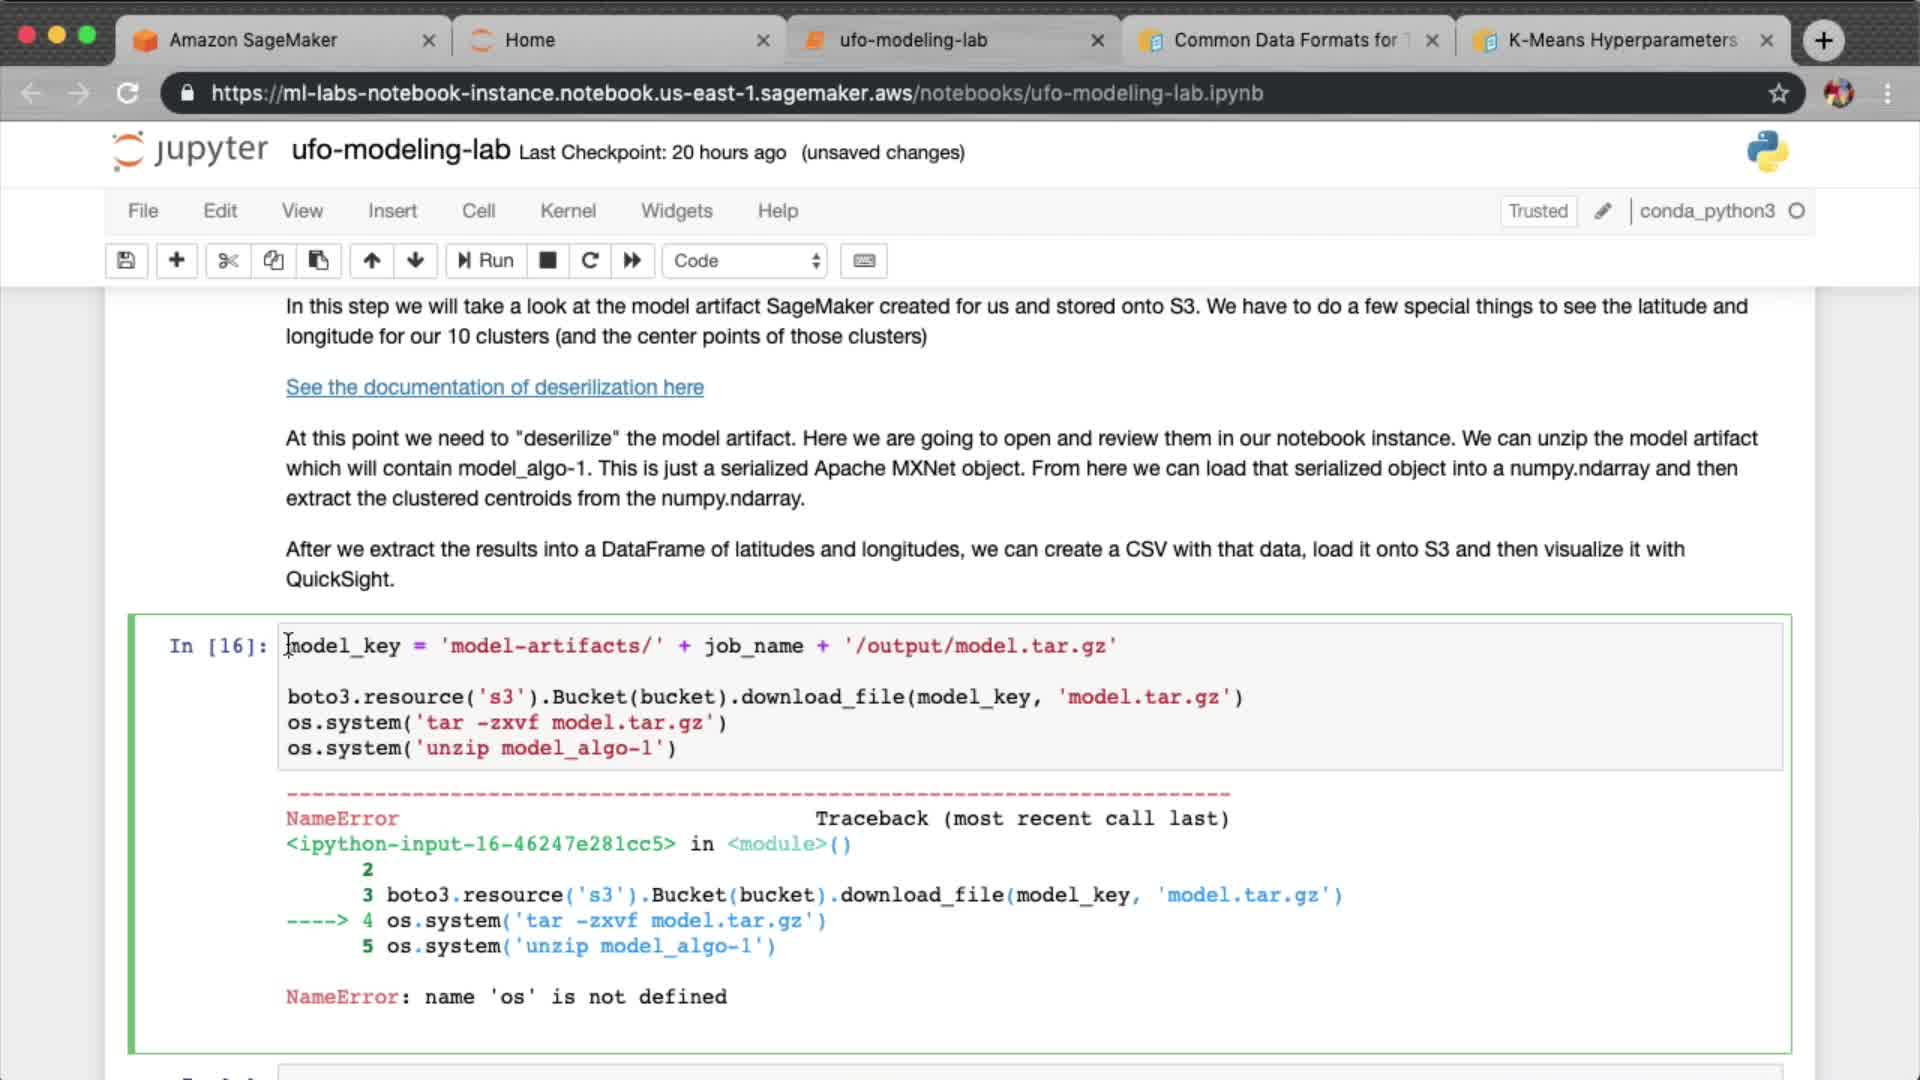 Amazon SageMaker
Home
ufo-modeling-lab
Common Data Formats for
K-Means Hyperparameters
https://ml-labs-notebook-instance.notebook.us-east-1.sagemaker.aws/notebooks/ufo-modeling-lab.ipynb
jupyter ufo-modeling-lab Last Checkpoint: 20 hours ago (unsaved changes)
File Edit View Insert Cell Kernel Widgets Help Trusted conda_python3
Run Code
In this step we will take a look at the model artifact SageMaker created for us and stored onto S3. We have to do a few special things to see the latitude and
longitude for our 10 clusters (and the center points of those clusters)
See the documentation of deserilization here
At this point we need to "deserilize" the model artifact. Here we are going to open and review them in our notebook instance. We can unzip the model artifact
which will contain model_algo-1. This is just a serialized Apache MXNet object. From here we can load that serialized object into a numpy.ndarray and then
extract the clustered centroids from the numpy.ndarray.
After we extract the results into a DataFrame of latitudes and longitudes, we can create a CSV with that data, load it onto S3 and then visualize it with
QuickSight.
In [16]: model_key = 'model-artifacts/' + job_name + '/output/model.tar.gz'
boto3.resource('s3').Bucket(bucket).download_file(model_key, 'model.tar.gz')
os.system('tar -zxvf model.tar.gz')
os.system('unzip model_algo-1')
---------------------------------------------------------------------------
NameError Traceback (most recent call last)
<ipython-input-16-46247e281cc5> in <module>()
2
3 boto3.resource('s3').Bucket(bucket).download_file(model_key, 'model.tar.gz')
----> 4 os.system('tar -zxvf model.tar.gz')
5 os.system('unzip model_algo-1')
NameError: name 'os' is not defined